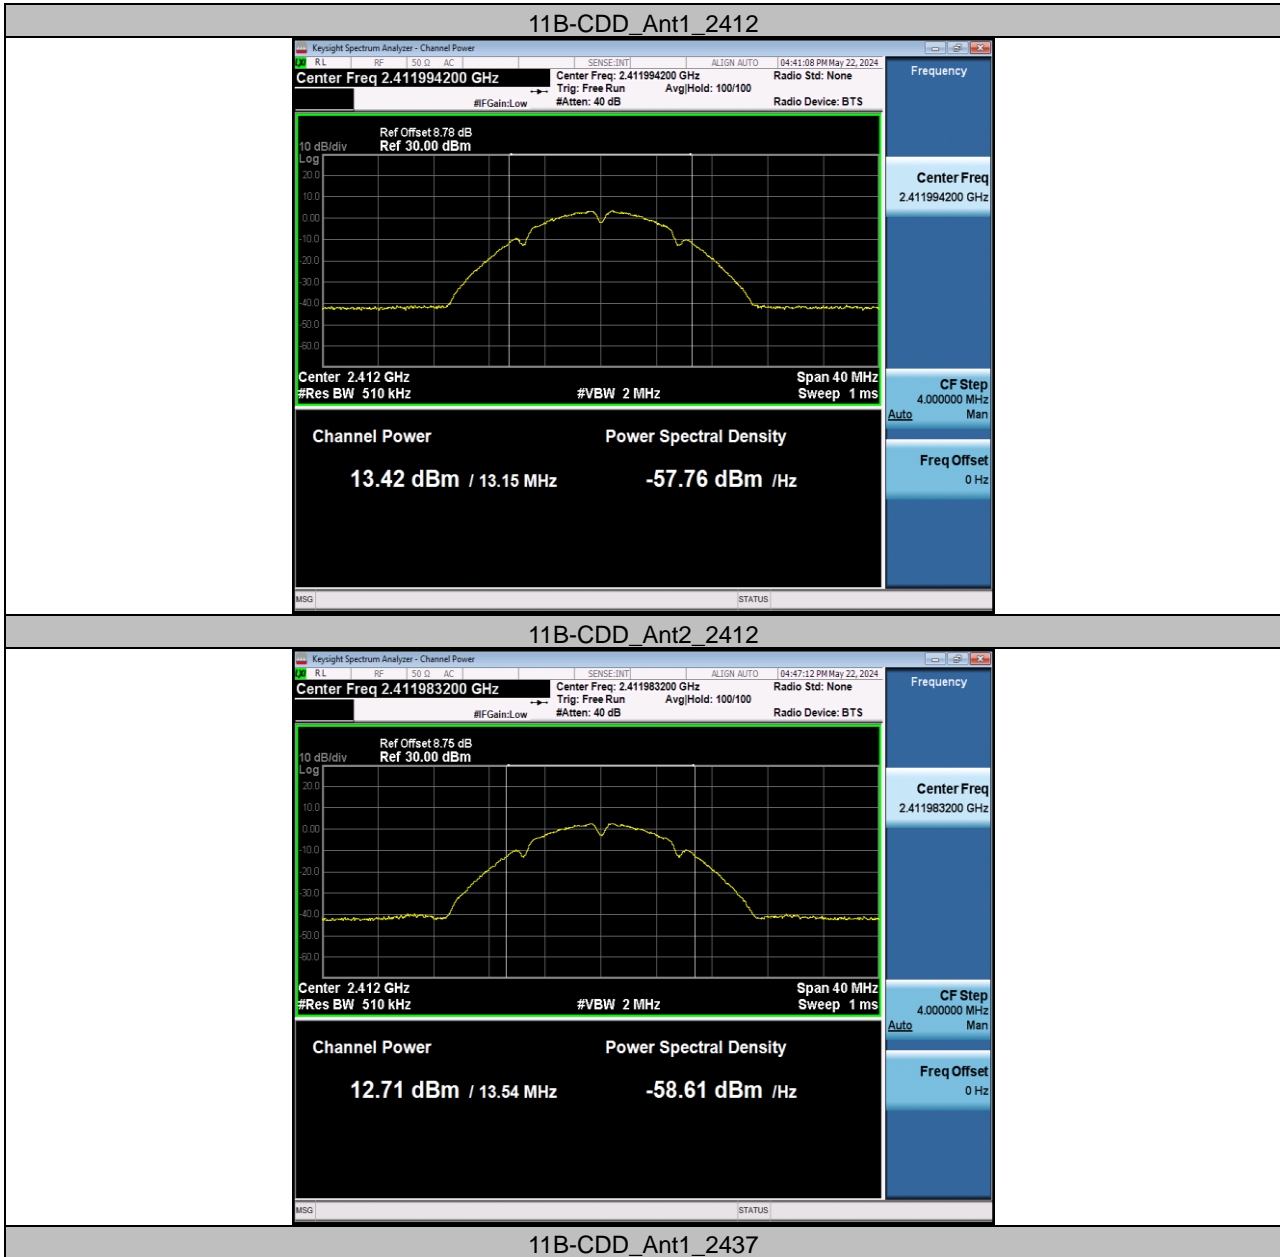 11B-CDD_Ant1_2412
Keysight Spectrum Analyzer - Channel Power
RL RF 50 Ω AC SENSE:INT ALIGN AUTO 04:41:08 PM May 22, 2024
Center Freq 2.411994200 GHz
Center Freq: 2.411994200 GHz Radio Std: None
Trig: Free Run Avg|Hold: 100/100
#IFGain:Low #Atten: 40 dB Radio Device: BTS
Frequency
Ref Offset 8.78 dB
10 dB/div Ref 30.00 dBm
Log
20.0
10.0
0.00
-10.0
-20.0
-30.0
-40.0
-50.0
-60.0
Center 2.412 GHz Span 40 MHz
#Res BW 510 kHz #VBW 2 MHz Sweep 1 ms
Center Freq
2.411994200 GHz
CF Step
4.000000 MHz
Auto Man
Freq Offset
0 Hz
Channel Power Power Spectral Density
13.42 dBm / 13.15 MHz -57.76 dBm /Hz
MSG STATUS
11B-CDD_Ant2_2412
Keysight Spectrum Analyzer - Channel Power
RL RF 50 Ω AC SENSE:INT ALIGN AUTO 04:47:12 PM May 22, 2024
Center Freq 2.411983200 GHz
Center Freq: 2.411983200 GHz Radio Std: None
Trig: Free Run Avg|Hold: 100/100
#IFGain:Low #Atten: 40 dB Radio Device: BTS
Frequency
Ref Offset 8.75 dB
10 dB/div Ref 30.00 dBm
Log
20.0
10.0
0.00
-10.0
-20.0
-30.0
-40.0
-50.0
-60.0
Center 2.412 GHz Span 40 MHz
#Res BW 510 kHz #VBW 2 MHz Sweep 1 ms
Center Freq
2.411983200 GHz
CF Step
4.000000 MHz
Auto Man
Freq Offset
0 Hz
Channel Power Power Spectral Density
12.71 dBm / 13.54 MHz -58.61 dBm /Hz
MSG STATUS
11B-CDD_Ant1_2437